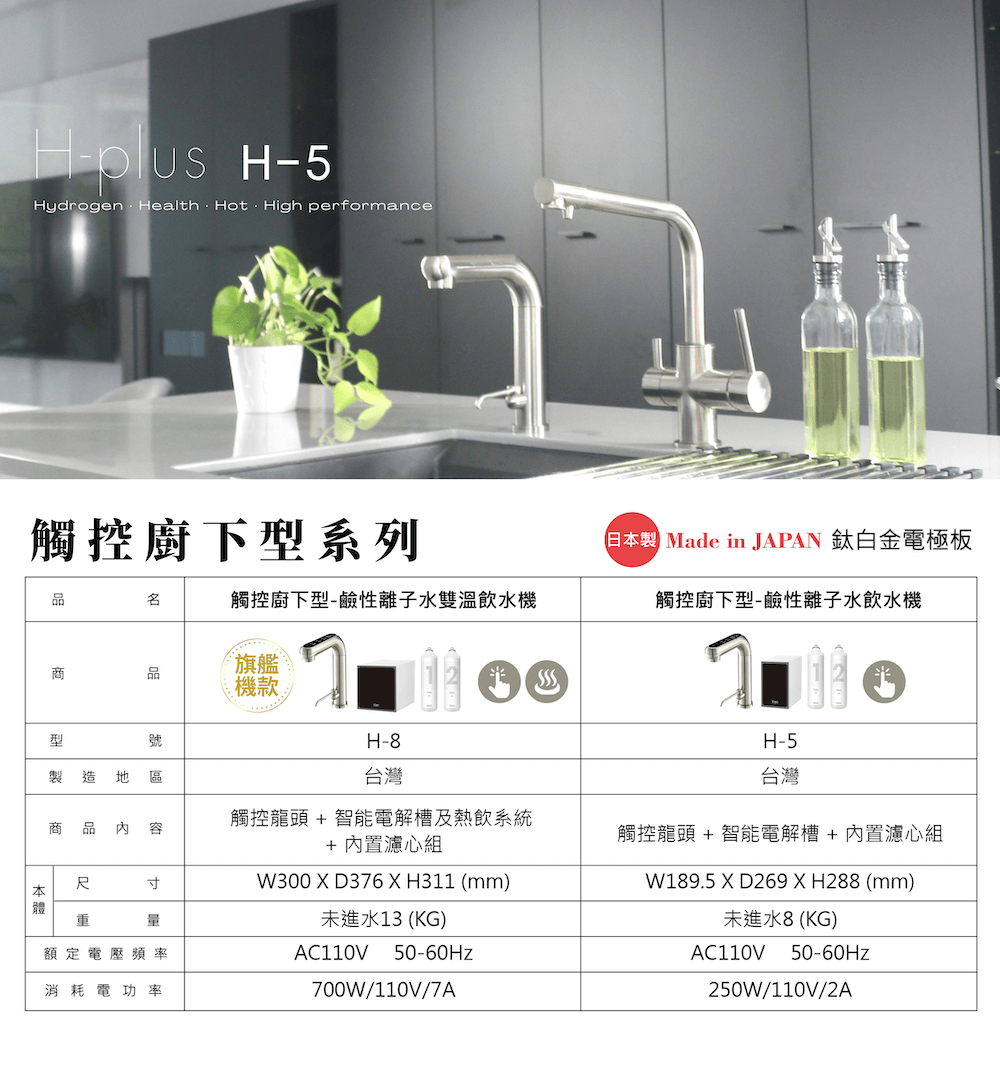 H-plus H-5
Hydrogen · Health · Hot · High performance
觸控廚下型系列
日本製 Made in JAPAN 鈦白金電極板
品名 觸控廚下型-鹼性離子水雙溫飲水機 觸控廚下型-鹼性離子水飲水機
商品
旗艦
機款
1 2
1 2
型號 H-8 H-5
製造地區 台灣 台灣
商品內容 觸控龍頭 + 智能電解槽及熱飲系統
+ 內置濾心組
觸控龍頭 + 智能電解槽 + 內置濾心組
本體
尺寸 W300 X D376 X H311 (mm) W189.5 X D269 X H288 (mm)
重量 未進水13 (KG) 未進水8 (KG)
額定電壓頻率 AC110V 50-60Hz AC110V 50-60Hz
消耗電功率 700W/110V/7A 250W/110V/2A